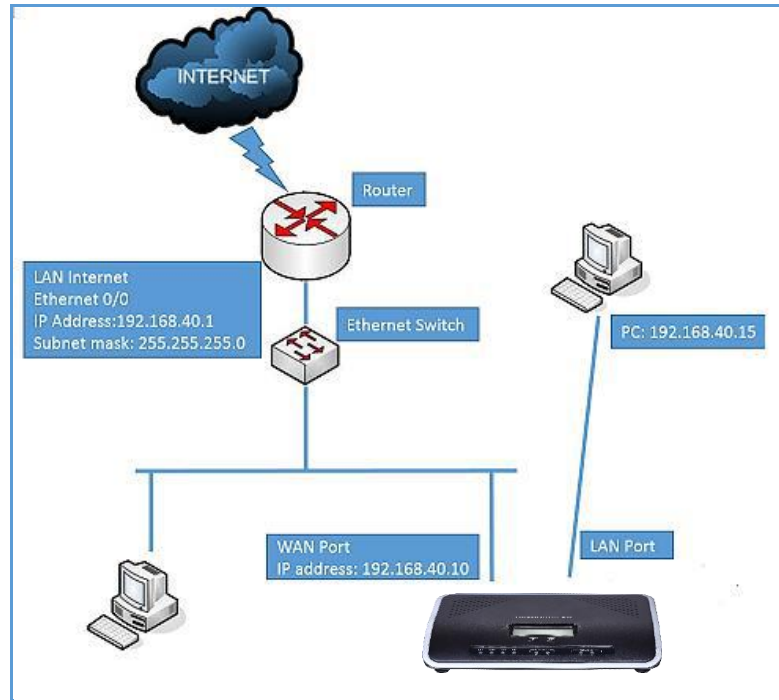 INTERNET
Router
LAN Internet
Ethernet 0/0
IP Address:192.168.40.1
Subnet mask: 255.255.255.0
Ethernet Switch
PC: 192.168.40.15
WAN Port
IP address: 192.168.40.10
LAN Port